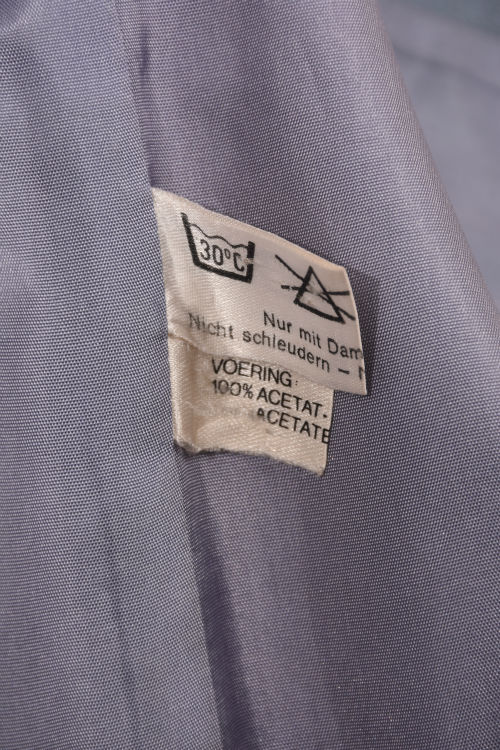 30°C
Nur mit Dam
Nicht schleudern –
VOERING:
100% ACETAT.
ACETATE